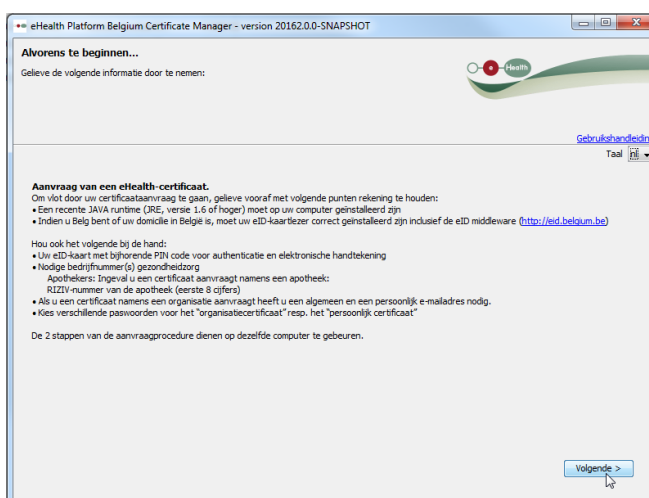 eHealth Platform Belgium Certificate Manager - version 20162.0.0-SNAPSHOT
Alvorens te beginnen...
Gelieve de volgende informatie door te nemen:
Health
Gebruikshandleidin
Taal nl
Aanvraag van een eHealth-certificaat.
Om vlot door uw certificaataanvraag te gaan, gelieve vooraf met volgende punten rekening te houden:
• Een recente JAVA runtime (JRE, versie 1.6 of hoger) moet op uw computer geïnstalleerd zijn
• Indien u Belg bent of uw domicilie in België is, moet uw eID-kaartlezer correct geïnstalleerd zijn inclusief de eID middleware (http://eid.belgium.be)
Hou ook het volgende bij de hand:
• Uw eID-kaart met bijhorende PIN code voor authenticatie en elektronische handtekening
• Nodige bedrijfnummer(s) gezondheidzorg
Apothekers: Ingeval u een certificaat aanvraagt namens een apotheek:
RIZIV-nummer van de apotheek (eerste 8 cijfers)
• Als u een certificaat namens een organisatie aanvraagt heeft u een algemeen en een persoonlijk e-mailadres nodig.
• Kies verschillende paswoorden voor het "organisatiecertificaat" resp. het "persoonlijk certificaat"
De 2 stappen van de aanvraagprocedure dienen op dezelfde computer te gebeuren.
Volgende >